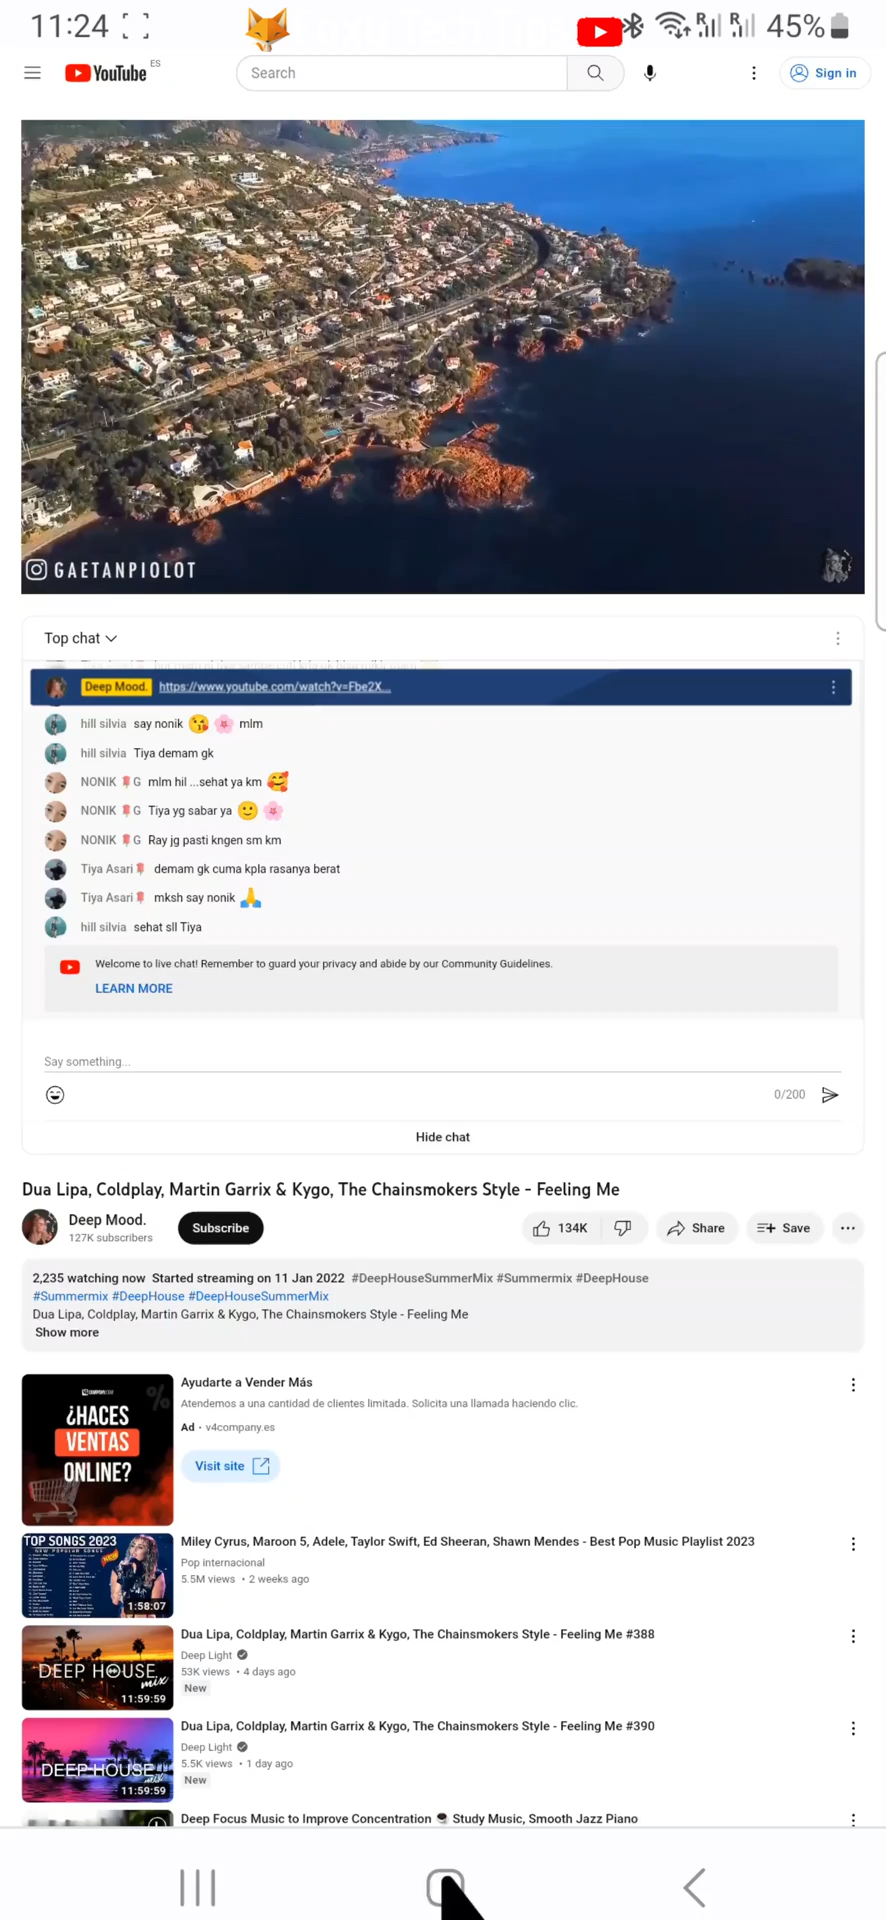 11:24
Foxy Tech Tips
45%
YouTube ES
Search
Sign in
GAETANPIOLOT
Top chat
Deep Mood. https://www.youtube.com/watch?v=Fbe2X...
hill silvia say nonik 😘 🌸 mlm
hill silvia Tiya demam gk
NONIK🌹G mlm hil ...sehat ya km 🥰
NONIK🌹G Tiya yg sabar ya 🙂 🌸
NONIK🌹G Ray jg pasti kngen sm km
Tiya Asari🌹 demam gk cuma kpla rasanya berat
Tiya Asari🌹 mksh say nonik 🙏
hill silvia sehat sll Tiya
Welcome to live chat! Remember to guard your privacy and abide by our Community Guidelines.
LEARN MORE
Say something...
0/200
Hide chat
Dua Lipa, Coldplay, Martin Garrix & Kygo, The Chainsmokers Style - Feeling Me
Deep Mood.
127K subscribers
Subscribe
134K
Share
Save
2,235 watching now Started streaming on 11 Jan 2022 #DeepHouseSummerMix #Summermix #DeepHouse
#Summermix #DeepHouse #DeepHouseSummerMix
Dua Lipa, Coldplay, Martin Garrix & Kygo, The Chainsmokers Style - Feeling Me
Show more
¿HACES
VENTAS
ONLINE?
Ayudarte a Vender Más
Atendemos a una cantidad de clientes limitada. Solicita una llamada haciendo clic.
Ad · v4company.es
Visit site
TOP SONGS 2023
1:58:07
Miley Cyrus, Maroon 5, Adele, Taylor Swift, Ed Sheeran, Shawn Mendes - Best Pop Music Playlist 2023
Pop internacional
5.5M views • 2 weeks ago
DEEP HOUSE
mix
11:59:59
Dua Lipa, Coldplay, Martin Garrix & Kygo, The Chainsmokers Style - Feeling Me #388
Deep Light
53K views • 4 days ago
New
DEEP HOUSE
mix
11:59:59
Dua Lipa, Coldplay, Martin Garrix & Kygo, The Chainsmokers Style - Feeling Me #390
Deep Light
5.5K views • 1 day ago
New
Deep Focus Music to Improve Concentration ☕ Study Music, Smooth Jazz Piano